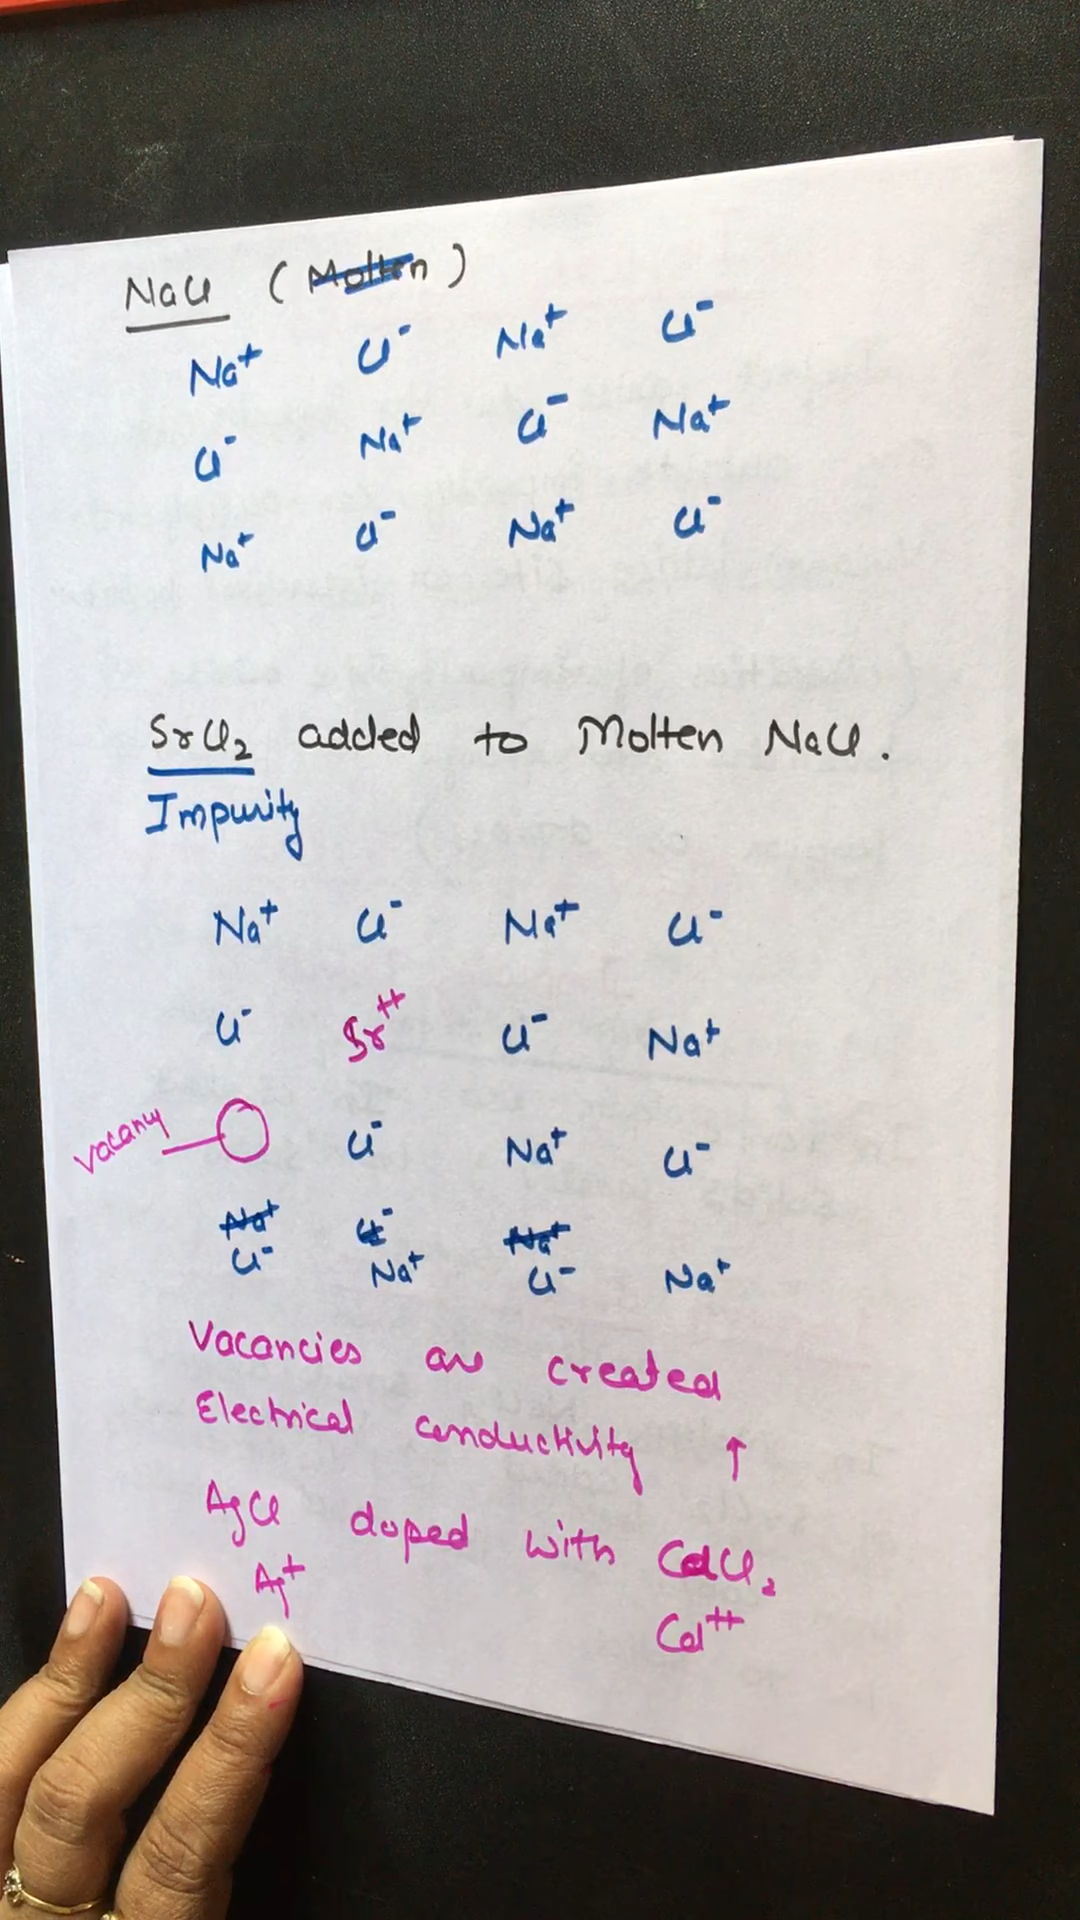 NaCl (Molten)
Na⁺ Cl⁻ Na⁺ Cl⁻
Cl⁻ Na⁺ Cl⁻ Na⁺
Na⁺ Cl⁻ Na⁺ Cl⁻
SrCl₂ added to Molten NaCl.
Impurity
Na⁺ Cl⁻ Na⁺ Cl⁻
Cl⁻ Sr⁺⁺ Cl⁻ Na⁺
Vacany Cl⁻ Na⁺ Cl⁻
Na⁺ Cl⁻ Na⁺
Cl⁻ Na⁺ Cl⁻ Na⁺
Vacancies are created
Electrical conductivity ↑
AgCl doped with CdCl₂
Ag⁺ Cd⁺⁺